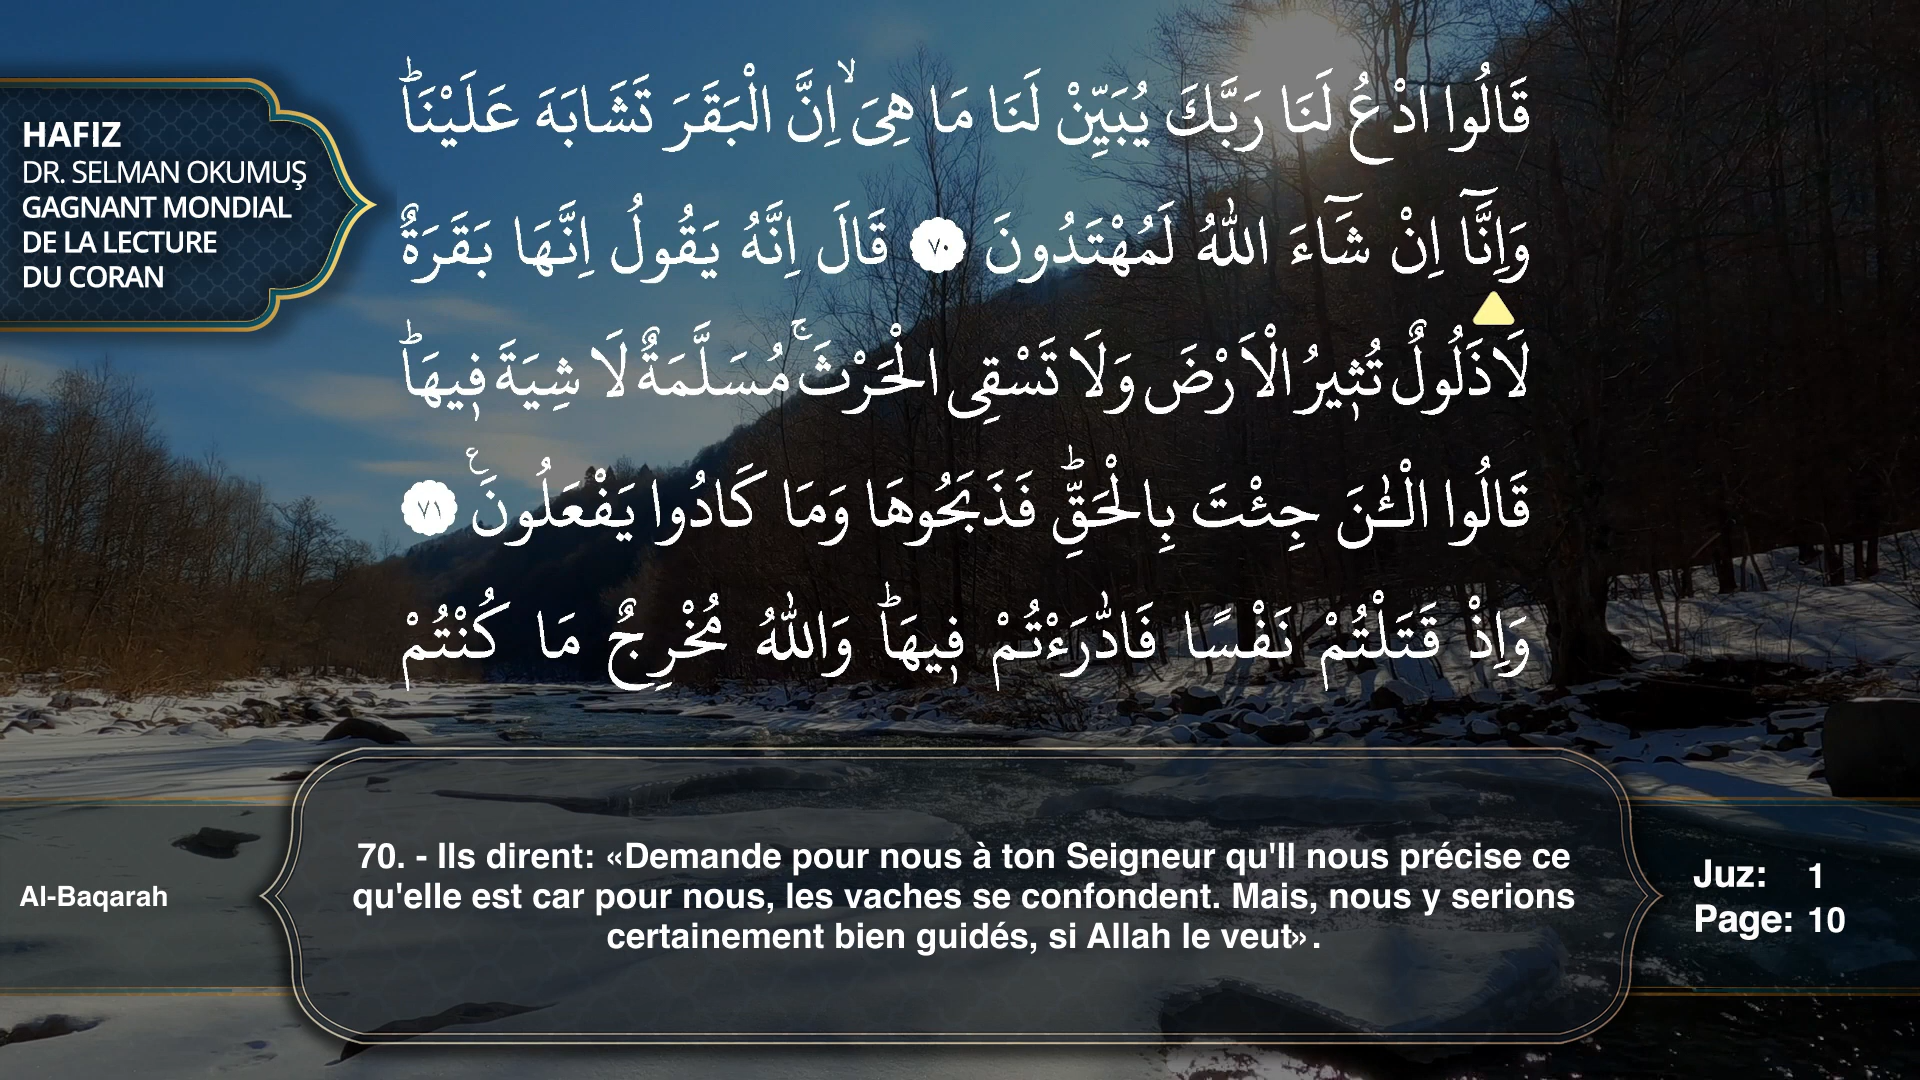 قَالُوا ادْعُ لَنَا رَبَّكَ يُبَيِّنْ لَنَا مَا هِىَۙ اِنَّ الْبَقَرَ تَشَابَهَ عَلَيْنَاۜ
وَاِنَّٓا اِنْ شَٓاءَ اللّٰهُ لَمُهْتَدُونَ ﴿٧٠﴾ قَالَ اِنَّهُ يَقُولُ اِنَّهَا بَقَرَةٌ
لَا ذَلُولٌ تُثٖيرُ الْاَرْضَ وَلَا تَسْقِى الْحَرْثَۚ مُسَلَّمَةٌ لَا شِيَةَ فٖيهَاؕ
قَالُوا الْـٰٔنَ جِئْتَ بِالْحَقِّؕ فَذَبَحُوهَا وَمَا كَادُوا يَفْعَلُونَࣖ ﴿٧١﴾
وَاِذْ قَتَلْتُمْ نَفْسًا فَادّٰرَءْتُمْ فٖيهَاؕ وَاللّٰهُ مُخْرِجٌ مَا كُنْتُمْ
HAFIZ
DR. SELMAN OKUMUŞ
GAGNANT MONDIAL
DE LA LECTURE
DU CORAN
70. - Ils dirent: «Demande pour nous à ton Seigneur qu'Il nous précise ce
qu'elle est car pour nous, les vaches se confondent. Mais, nous y serions
certainement bien guidés, si Allah le veut».
Al-Baqarah
Juz: 1
Page: 10